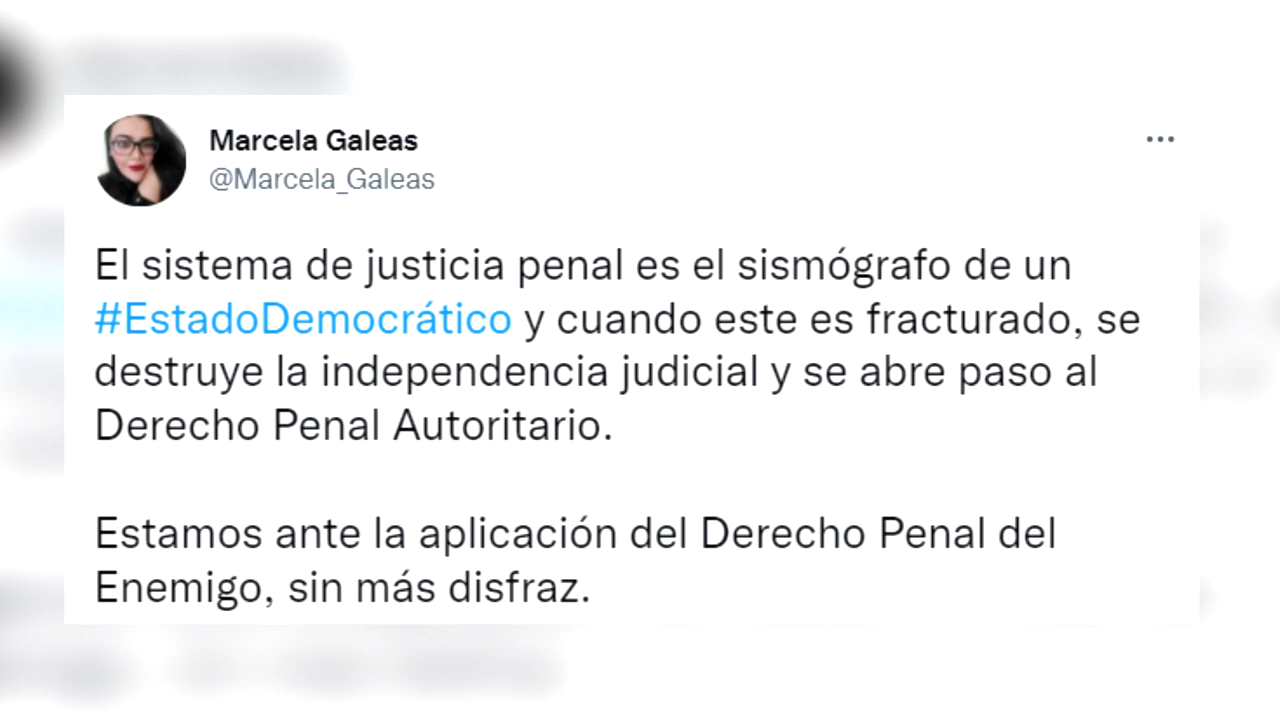 Marcela Galeas
@Marcela_Galeas
El sistema de justicia penal es el sismógrafo de un
#EstadoDemocrático y cuando este es fracturado, se
destruye la independencia judicial y se abre paso al
Derecho Penal Autoritario.
Estamos ante la aplicación del Derecho Penal del
Enemigo, sin más disfraz.